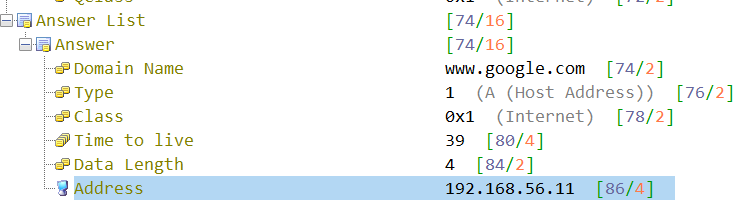 Answer List [74/16]
Answer [74/16]
Domain Name www.google.com [74/2]
Type 1 (A (Host Address)) [76/2]
Class 0x1 (Internet) [78/2]
Time to live 39 [80/4]
Data Length 4 [84/2]
Address 192.168.56.11 [86/4]